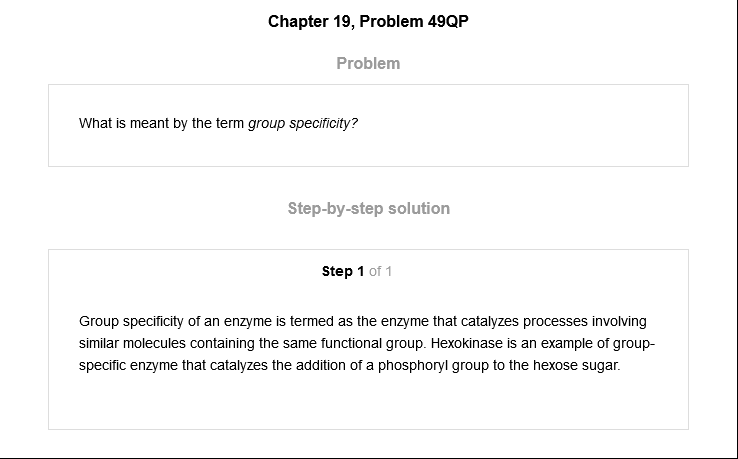 Chapter 19, Problem 49QP
Problem
What is meant by the term group specificity?
Step-by-step solution
Step 1 of 1
Group specificity of an enzyme is termed as the enzyme that catalyzes processes involving
similar molecules containing the same functional group. Hexokinase is an example of group-
specific enzyme that catalyzes the addition of a phosphoryl group to the hexose sugar.